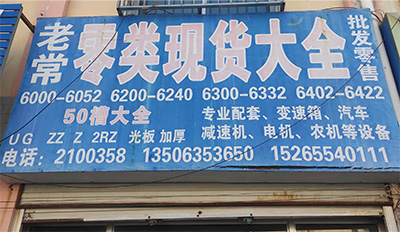 老常 零类现货大全 批发零售
6000-6052 6200-6240 6300-6332 6402-6422
50槽大全 专业配套、变速箱、汽车
UG ZZ Z 2RZ 光板 加厚 减速机、电机、农机等设备
电话：2100358 13506353650 15265540111